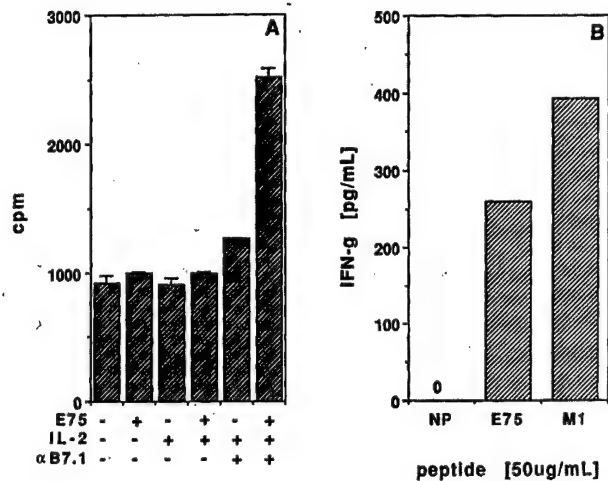 A
3000
2000
1000
0
cpm
E75 - + - + - +
IL-2 - - + + + +
αB7.1 - - - - + +
B
500
400
300
200
100
0
IFN-g [pg/mL]
0
NP E75 M1
peptide [50ug/mL]